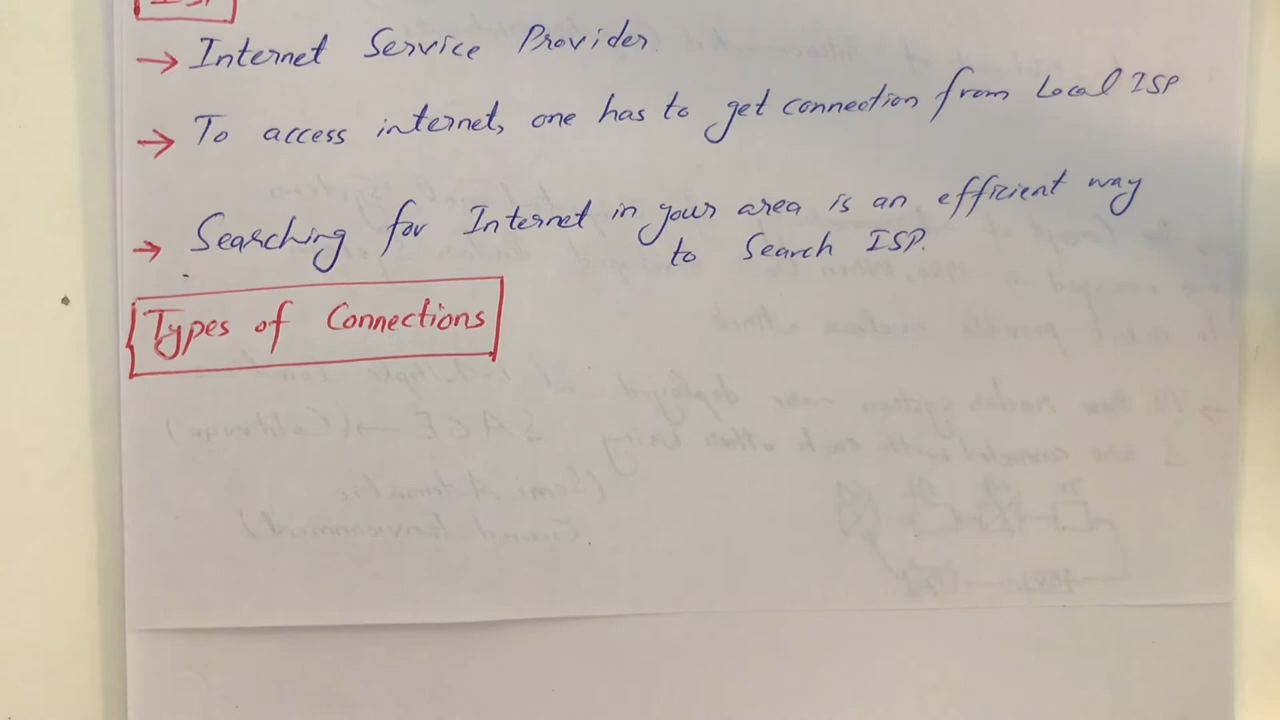 ISP
→ Internet Service Provider.
→ To access internet, one has to get connection from Local ISP
→ Searching for Internet in your area is an efficient way
to Search ISP.
Types of Connections